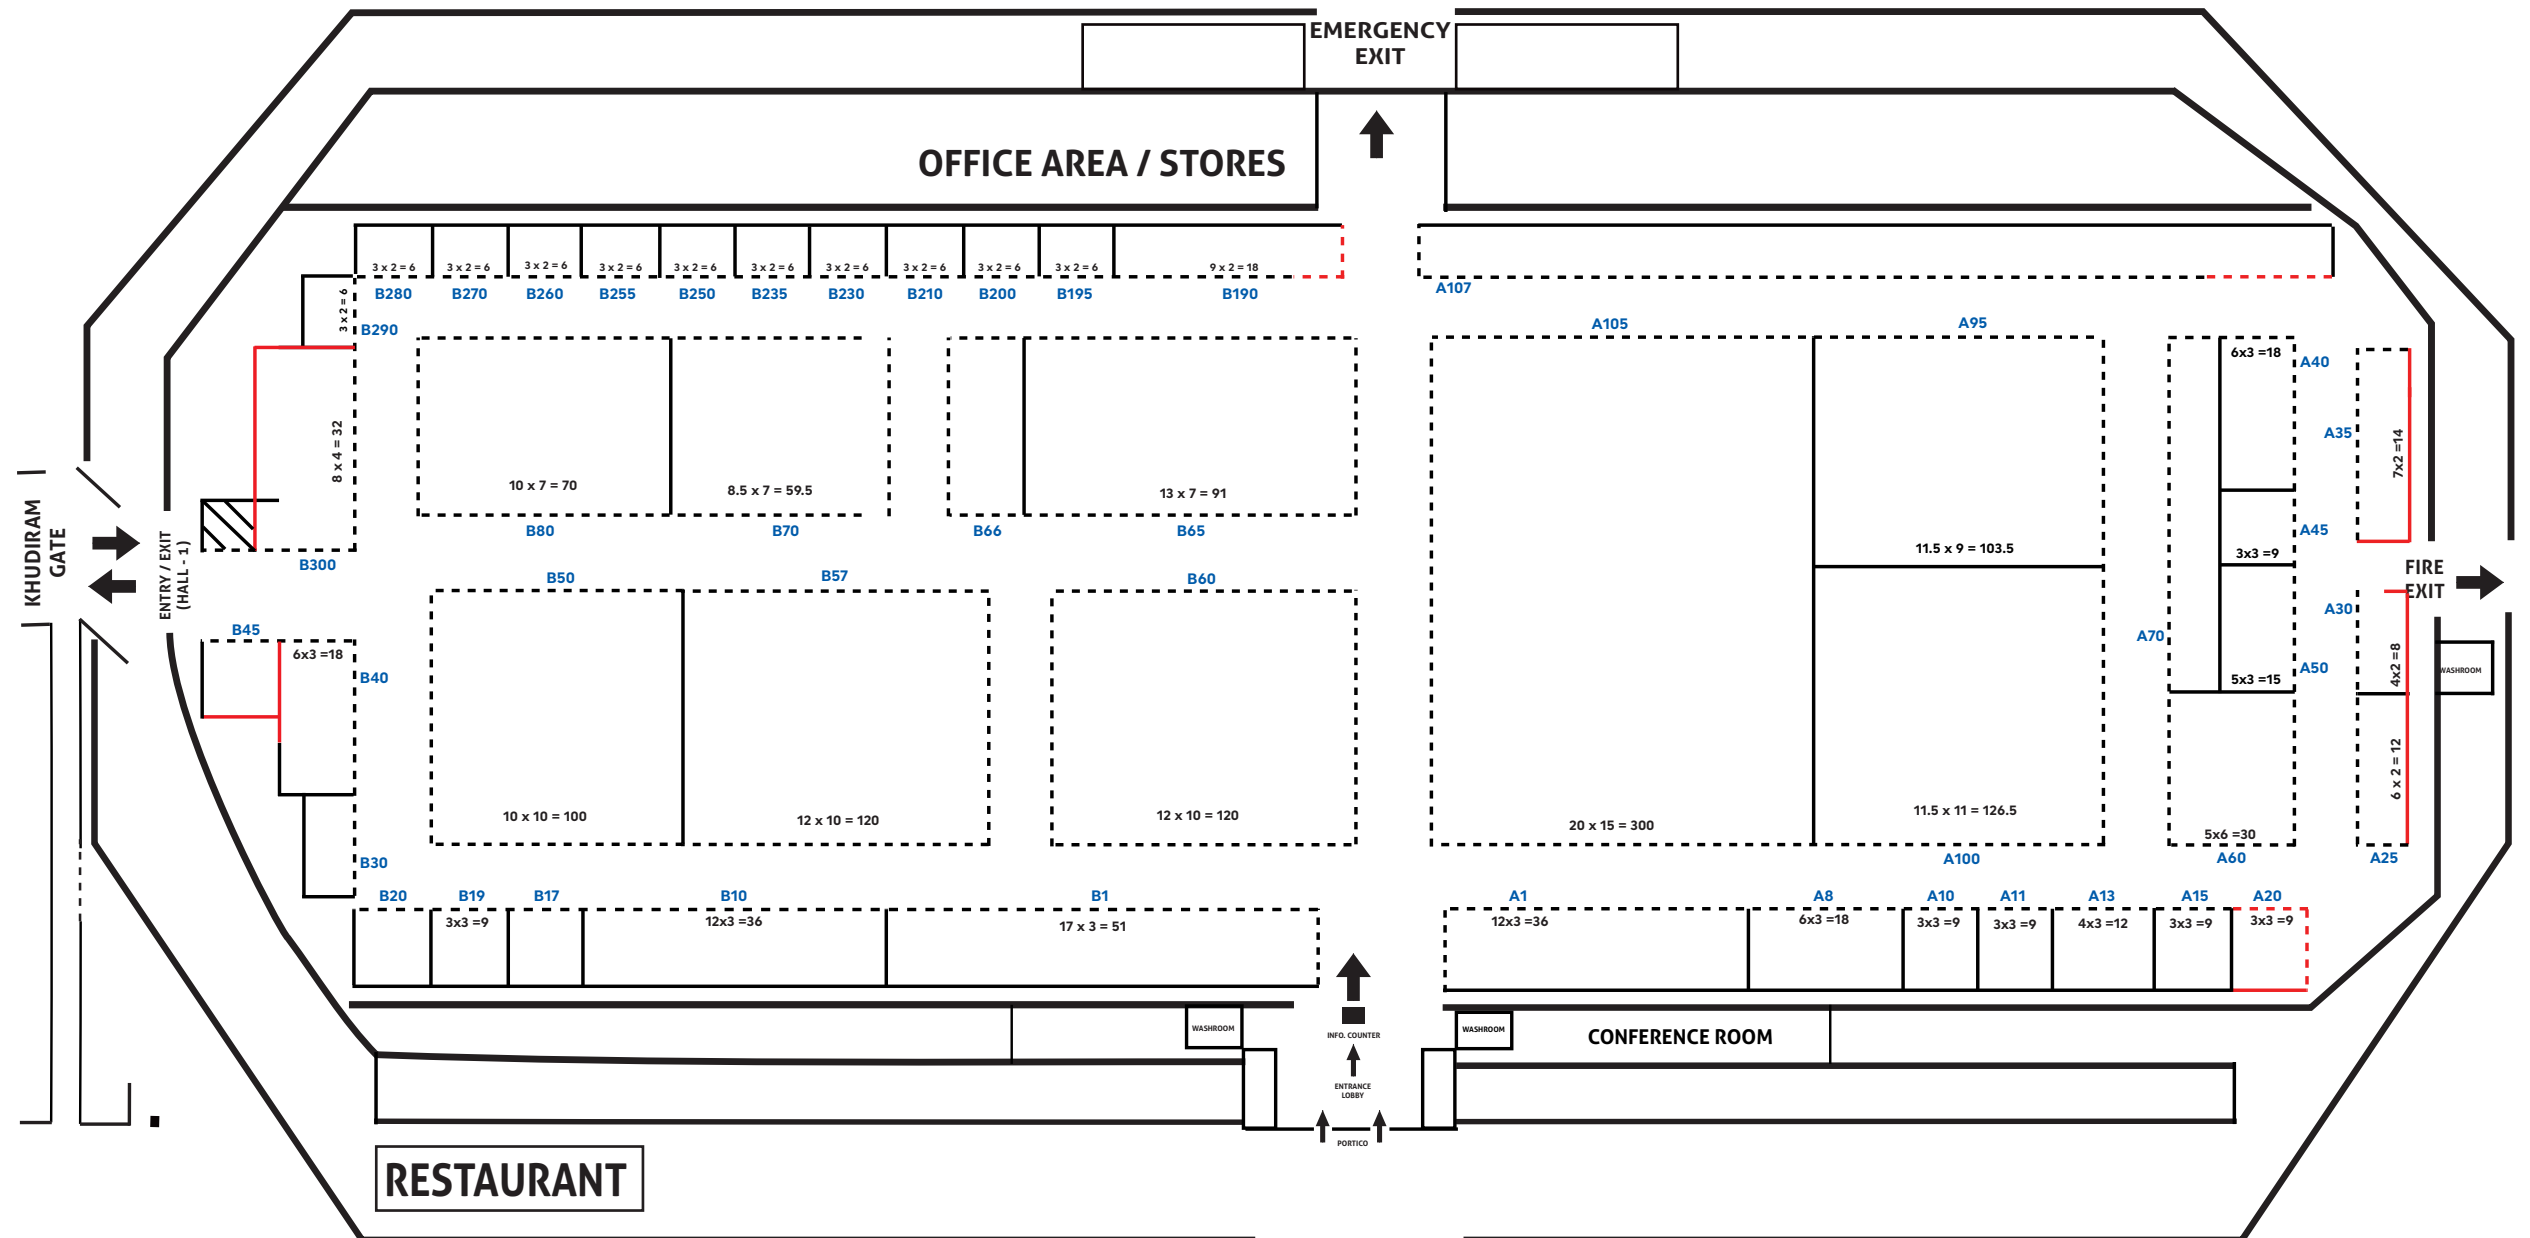 EMERGENCY
EXIT
OFFICE AREA / STORES
3 x 2 = 6
3 x 2 = 6
3 x 2 = 6
3 x 2 = 6
3 x 2 = 6
3 x 2 = 6
3 x 2 = 6
3 x 2 = 6
3 x 2 = 6
3 x 2 = 6
9 x 2 = 18
B280
B270
B260
B255
B250
B235
B230
B210
B200
B195
B190
A107
3 x 2 = 6
B290
A105
A95
6x3 =18
A40
8 x 4 = 32
A35
7x2 =14
10 x 7 = 70
8.5 x 7 = 59.5
13 x 7 = 91
B80
B70
B66
B65
A45
11.5 x 9 = 103.5
3x3 =9
KHUDIRAM
GATE
ENTRY / EXIT
(HALL - 1)
B300
B50
B57
B60
FIRE
EXIT
A30
B45
6x3 =18
B40
A70
A50
5x3 =15
4x2 =8
WASHROOM
6 x 2 = 12
10 x 10 = 100
12 x 10 = 120
12 x 10 = 120
20 x 15 = 300
11.5 x 11 = 126.5
5x6 =30
B30
A100
A60
A25
B20
B19
B17
B10
B1
A1
A8
A10
A11
A13
A15
A20
3x3 =9
12x3 =36
17 x 3 = 51
12x3 =36
6x3 =18
3x3 =9
3x3 =9
4x3 =12
3x3 =9
3x3 =9
WASHROOM
INFO. COUNTER
WASHROOM
CONFERENCE ROOM
ENTRANCE
LOBBY
PORTICO
RESTAURANT